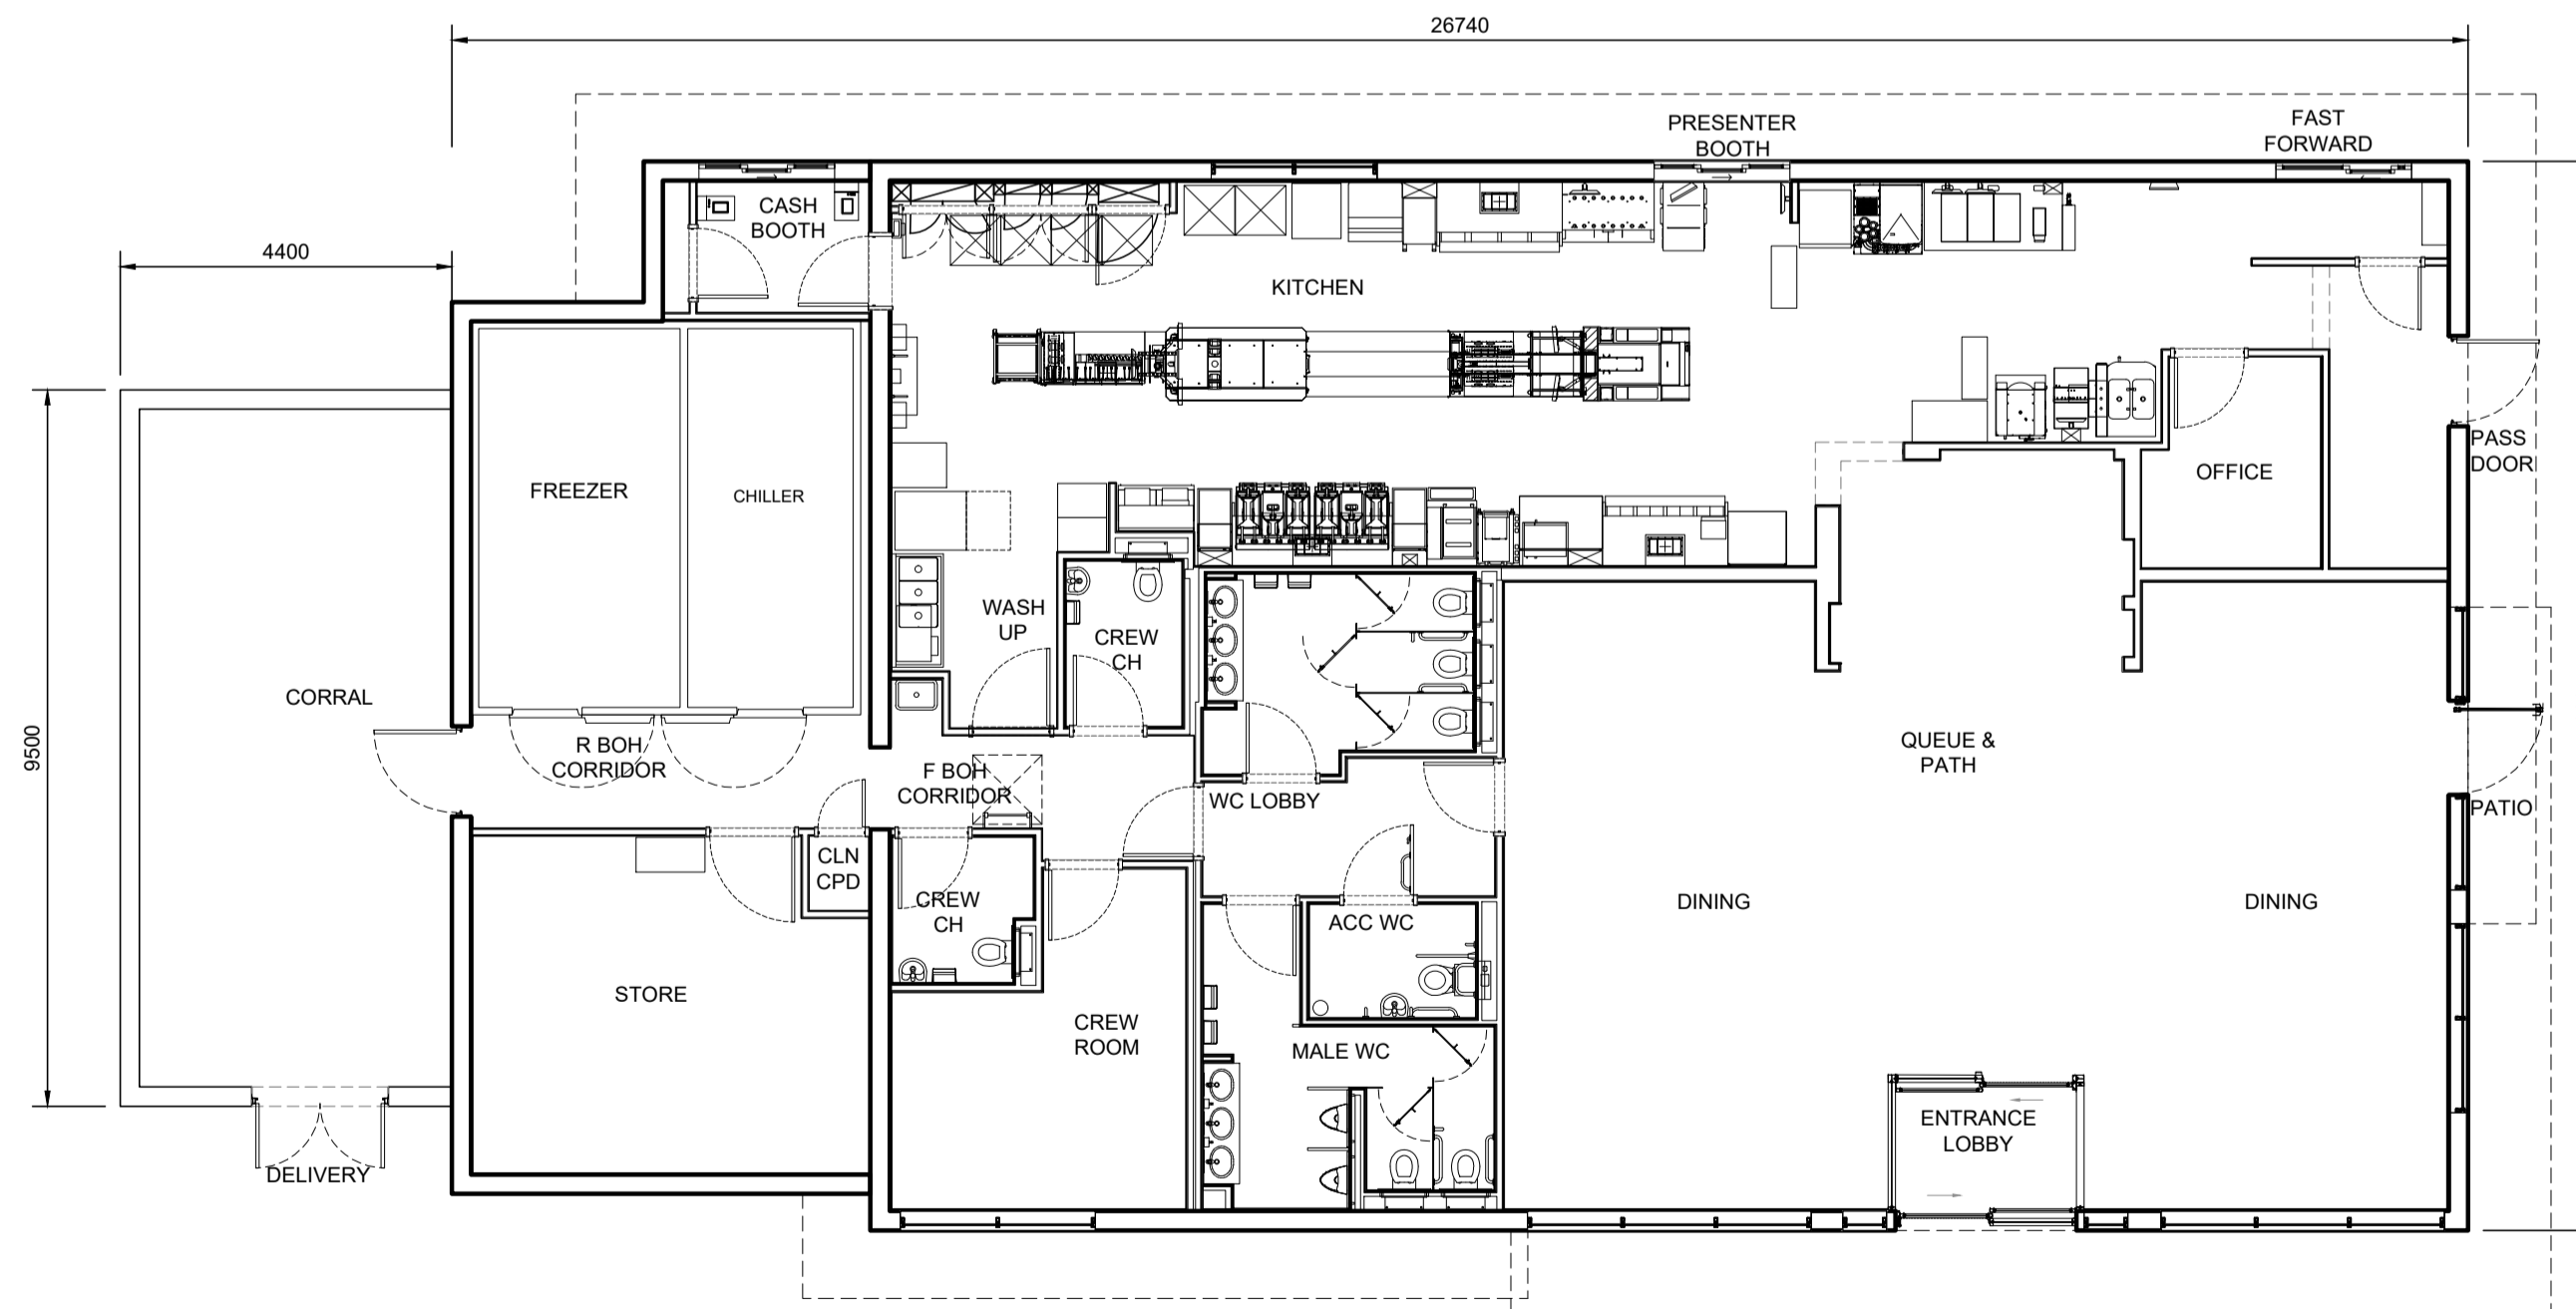 26740
PRESENTER
BOOTH
FAST
FORWARD
CASH
BOOTH
4400
KITCHEN
PASS
DOOR
OFFICE
FREEZER
CHILLER
WASH
UP
CREW
CH
CORRAL
9500
R BOH
CORRIDOR
F BOH
CORRIDOR
WC LOBBY
QUEUE &
PATH
PATIO
CLN
CPD
CREW
CH
ACC WC
DINING
DINING
STORE
CREW
ROOM
MALE WC
ENTRANCE
LOBBY
DELIVERY